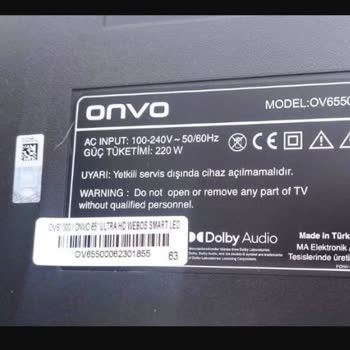 onvo
MODEL:OV6550
AC INPUT: 100-240V ~ 50/60Hz
GÜÇ TÜKETİMİ: 220 W
UYARI: Yetkili servis dışında cihaz açılmamalıdır.
WARNING : Do not open or remove any part of TV
without qualified personnel.
ONVO 65" ULTRA HD WEBOS SMART LED
OV65500062301855 63
Dolby Audio
Made in Türk
MA Elektronik
Tesislerinde üreti